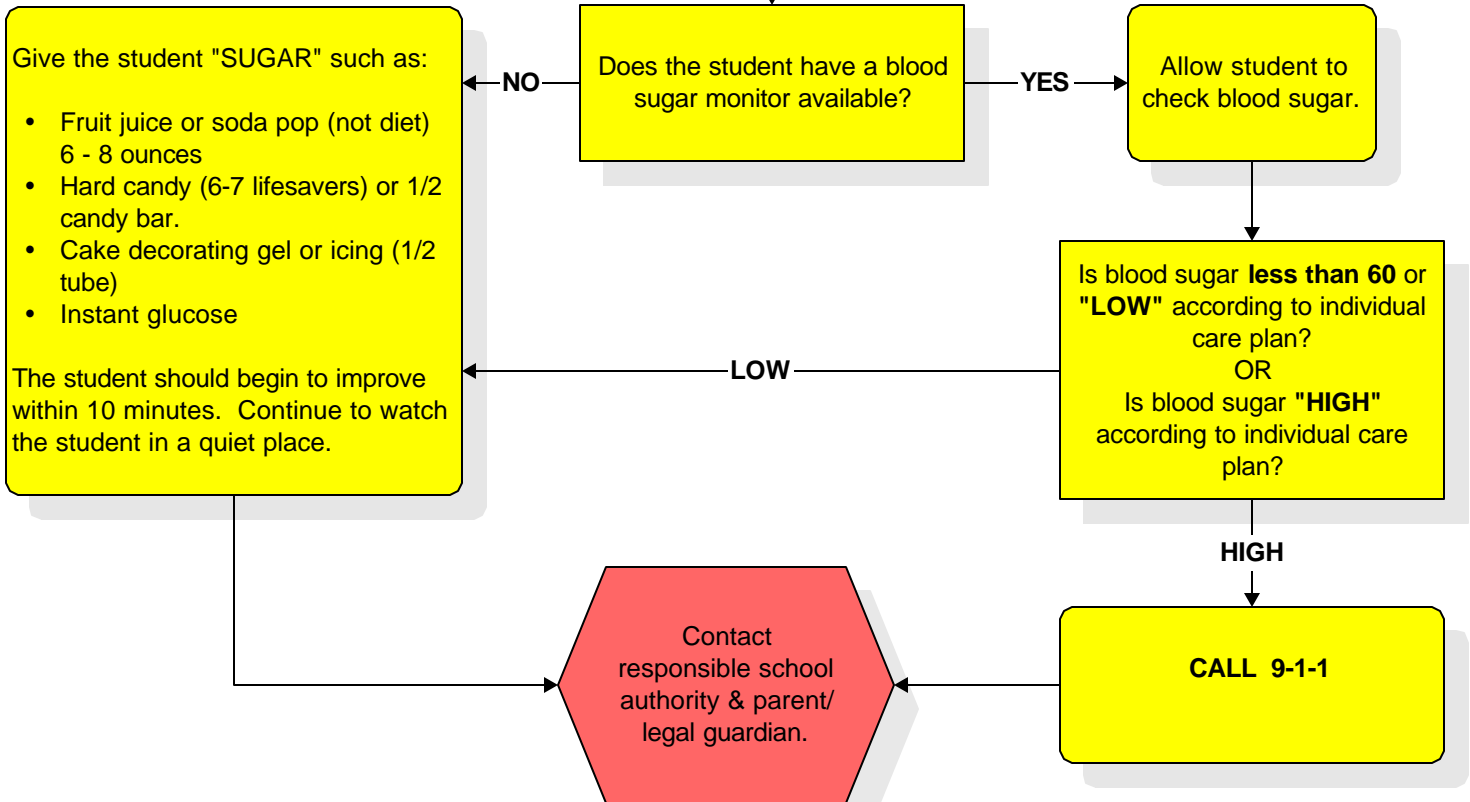 Give the student "SUGAR" such as:
• Fruit juice or soda pop (not diet)
6 - 8 ounces
• Hard candy (6-7 lifesavers) or 1/2
candy bar.
• Cake decorating gel or icing (1/2
tube)
• Instant glucose
The student should begin to improve
within 10 minutes. Continue to watch
the student in a quiet place.
NO
Does the student have a blood
sugar monitor available?
YES
Allow student to
check blood sugar.
Is blood sugar less than 60 or
"LOW" according to individual
care plan?
OR
Is blood sugar "HIGH"
according to individual care
plan?
LOW
HIGH
CALL 9-1-1
Contact
responsible school
authority & parent/
legal guardian.